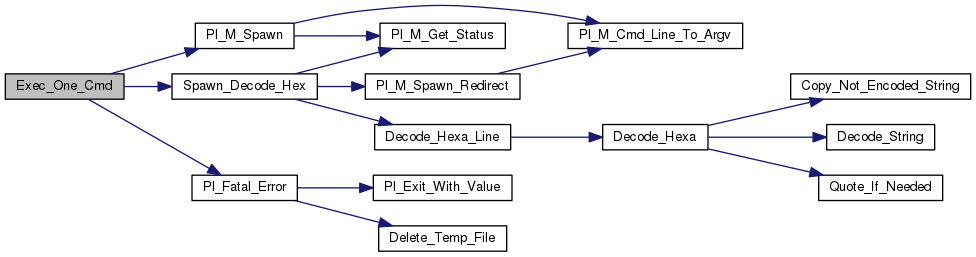 Exec_One_Cmd
Pl_M_Spawn
Spawn_Decode_Hex
Pl_Fatal_Error
Pl_M_Get_Status
Pl_M_Spawn_Redirect
Decode_Hexa_Line
Pl_Exit_With_Value
Delete_Temp_File
Pl_M_Cmd_Line_To_Argv
Decode_Hexa
Copy_Not_Encoded_String
Decode_String
Quote_If_Needed